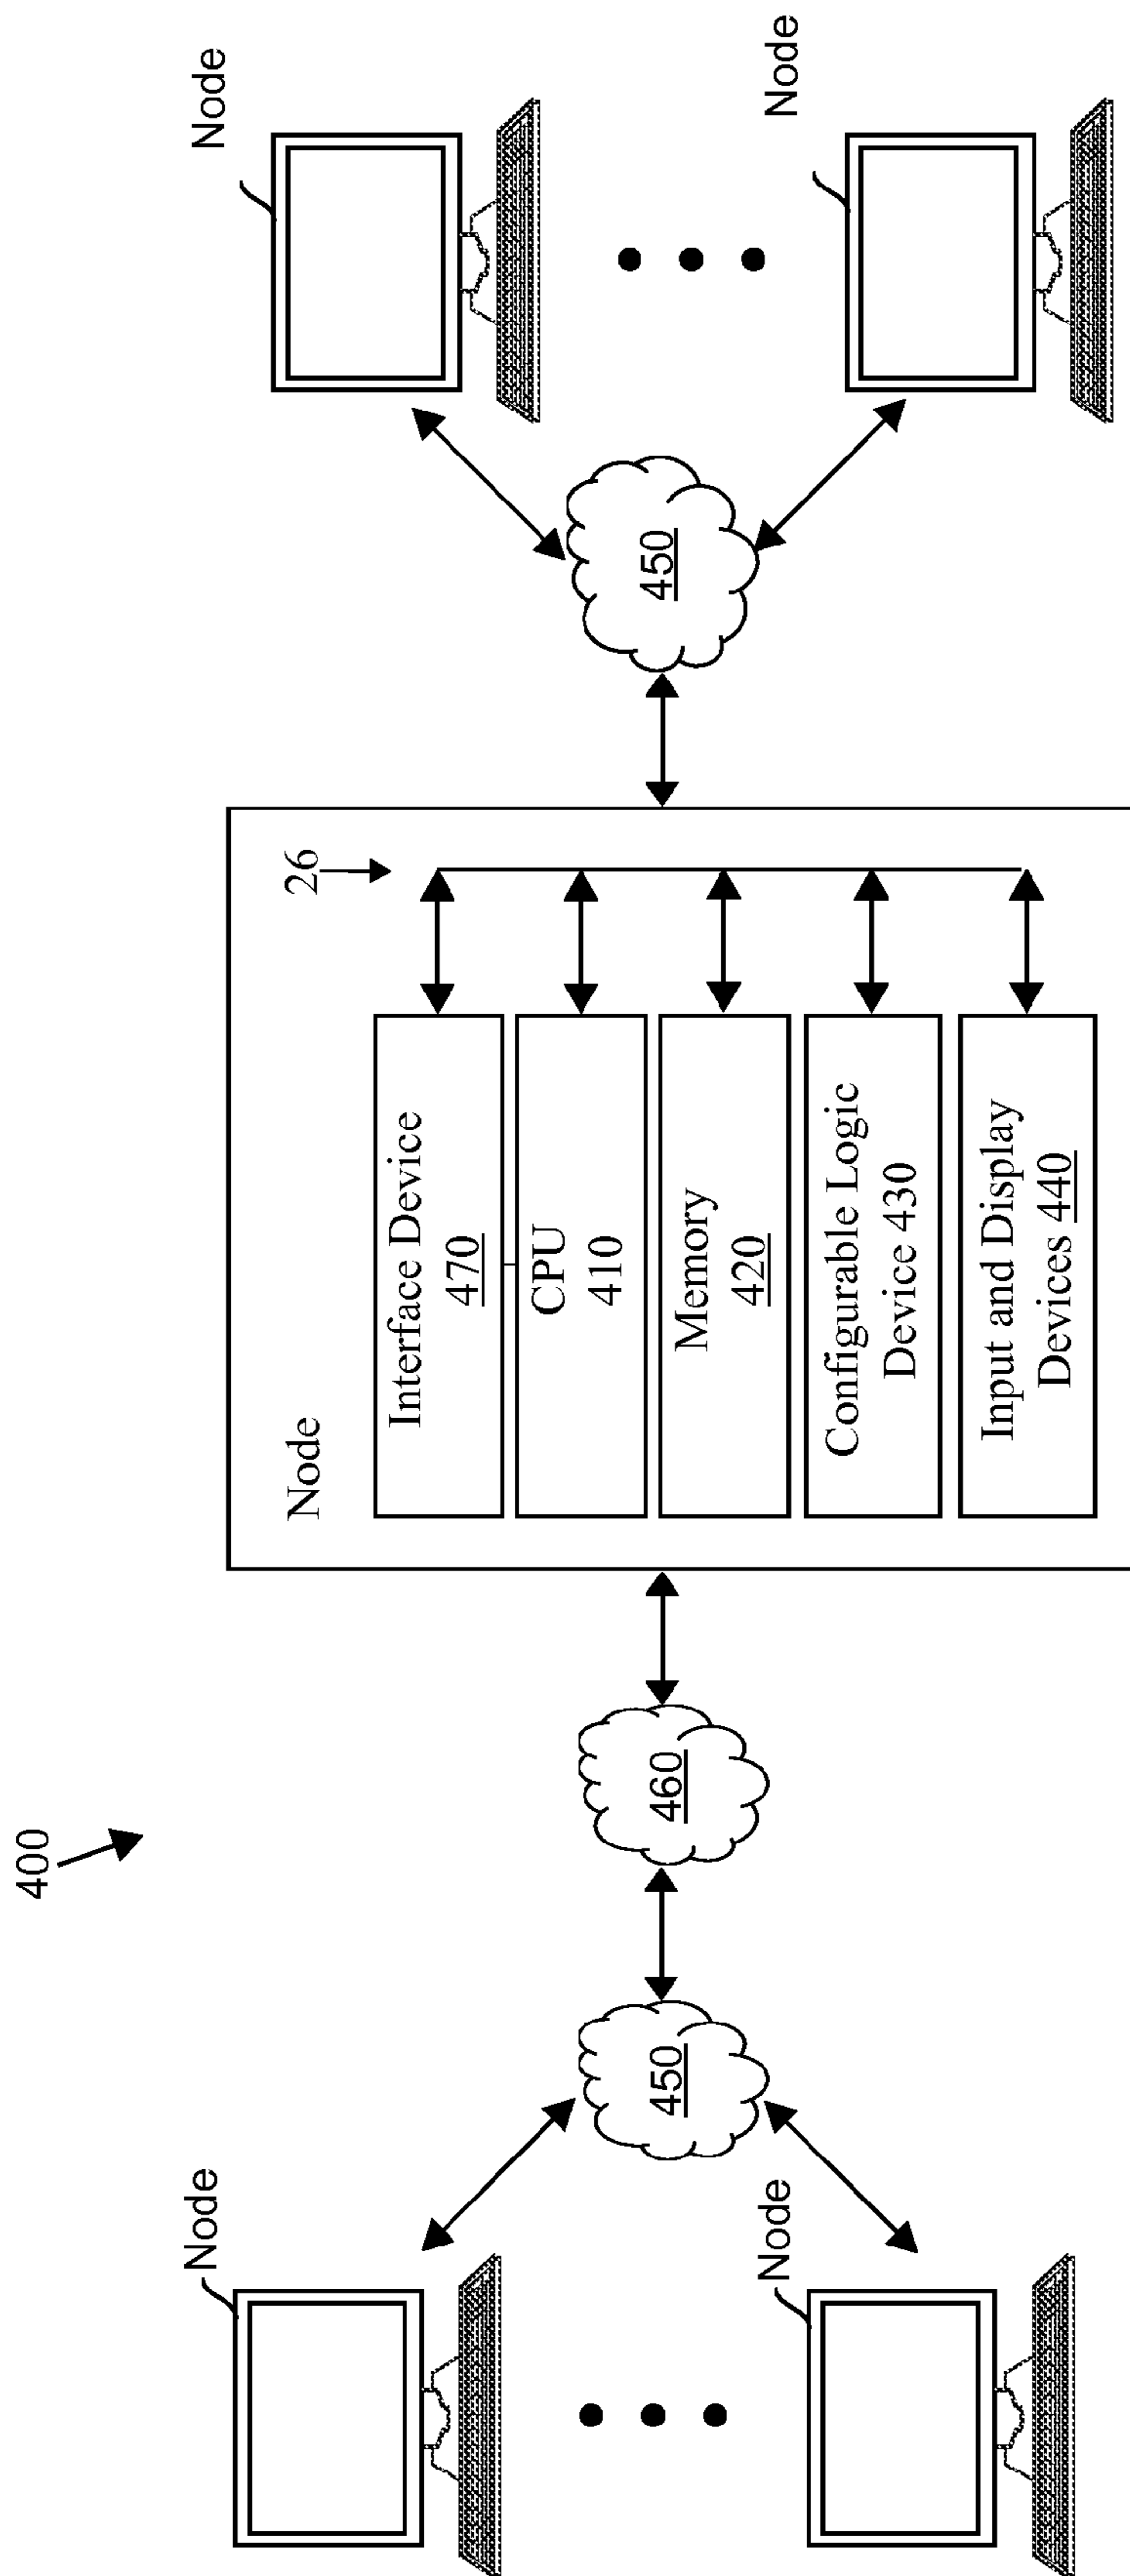 400
Node
Node
450
460
Node
26
Interface Device
470
CPU
410
Memory
420
Configurable Logic
Device 430
Input and Display
Devices 440
450
Node
Node